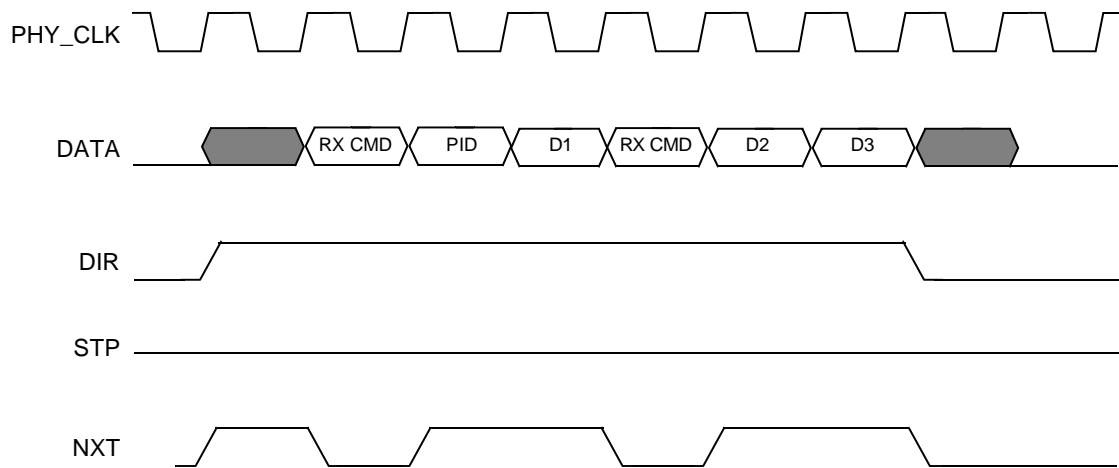 PHY_CLK
DATA
RX CMD PID D1 RX CMD D2 D3
DIR
STP
NXT